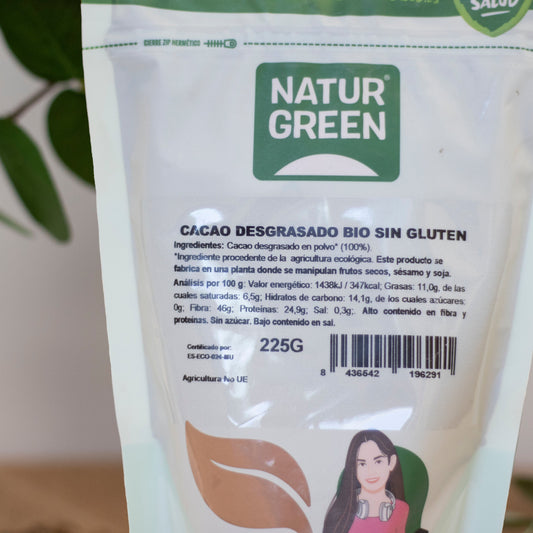 SALUD
CIERRE ZIP HERMÉTICO
NATUR
GREEN
CACAO DESGRASADO BIO SIN GLUTEN
Ingredientes: Cacao desgrasado en polvo* (100%).
*Ingrediente procedente de la agricultura ecológica. Este producto se
fabrica en una planta donde se manipulan frutos secos, sésamo y soja.
Análisis por 100 g: Valor energético: 1438kJ / 347kcal; Grasas: 11,0g, de las
cuales saturadas: 6,5g; Hidratos de carbono: 14,1g, de los cuales azúcares:
0g; Fibra: 46g; Proteínas: 24,9g; Sal: 0,3g;. Alto contenido en fibra y
proteínas. Sin azúcar. Bajo contenido en sal.
Certificado por:
ES-ECO-024-MU
225G
8 436542 196291
Agricultura No UE